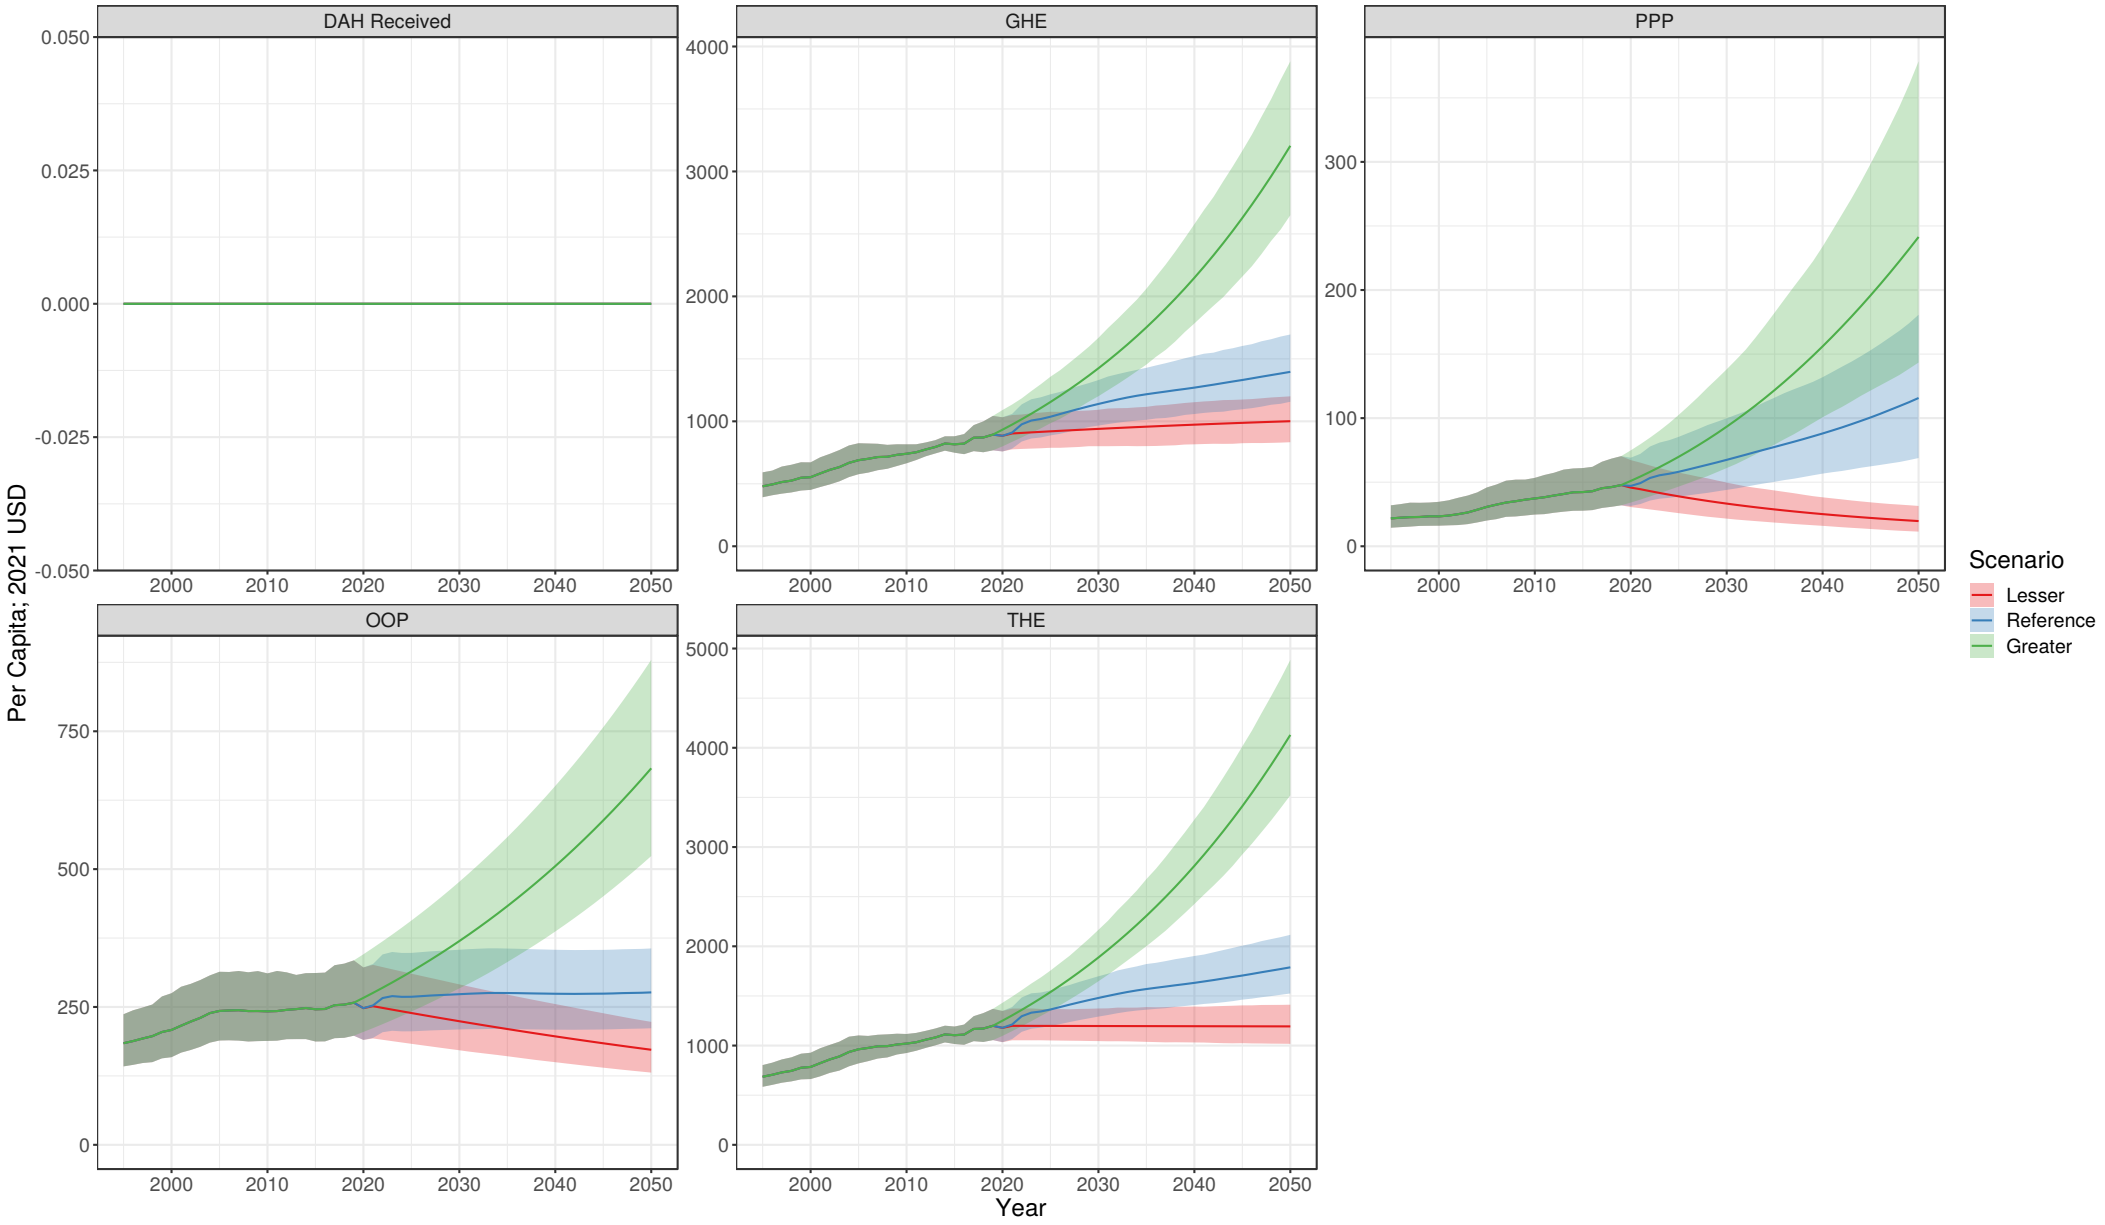 DAH Received
GHE
PPP
0.050
0.025
0.000
-0.025
-0.050
4000
3000
2000
1000
0
300
200
100
0
2000 2010 2020 2030 2040 2050
2000 2010 2020 2030 2040 2050
2000 2010 2020 2030 2040 2050
Per Capita; 2021 USD
OOP
THE
750
500
250
0
5000
4000
3000
2000
1000
0
2000 2010 2020 2030 2040 2050
2000 2010 2020 2030 2040 2050
Year
Scenario
Lesser
Reference
Greater